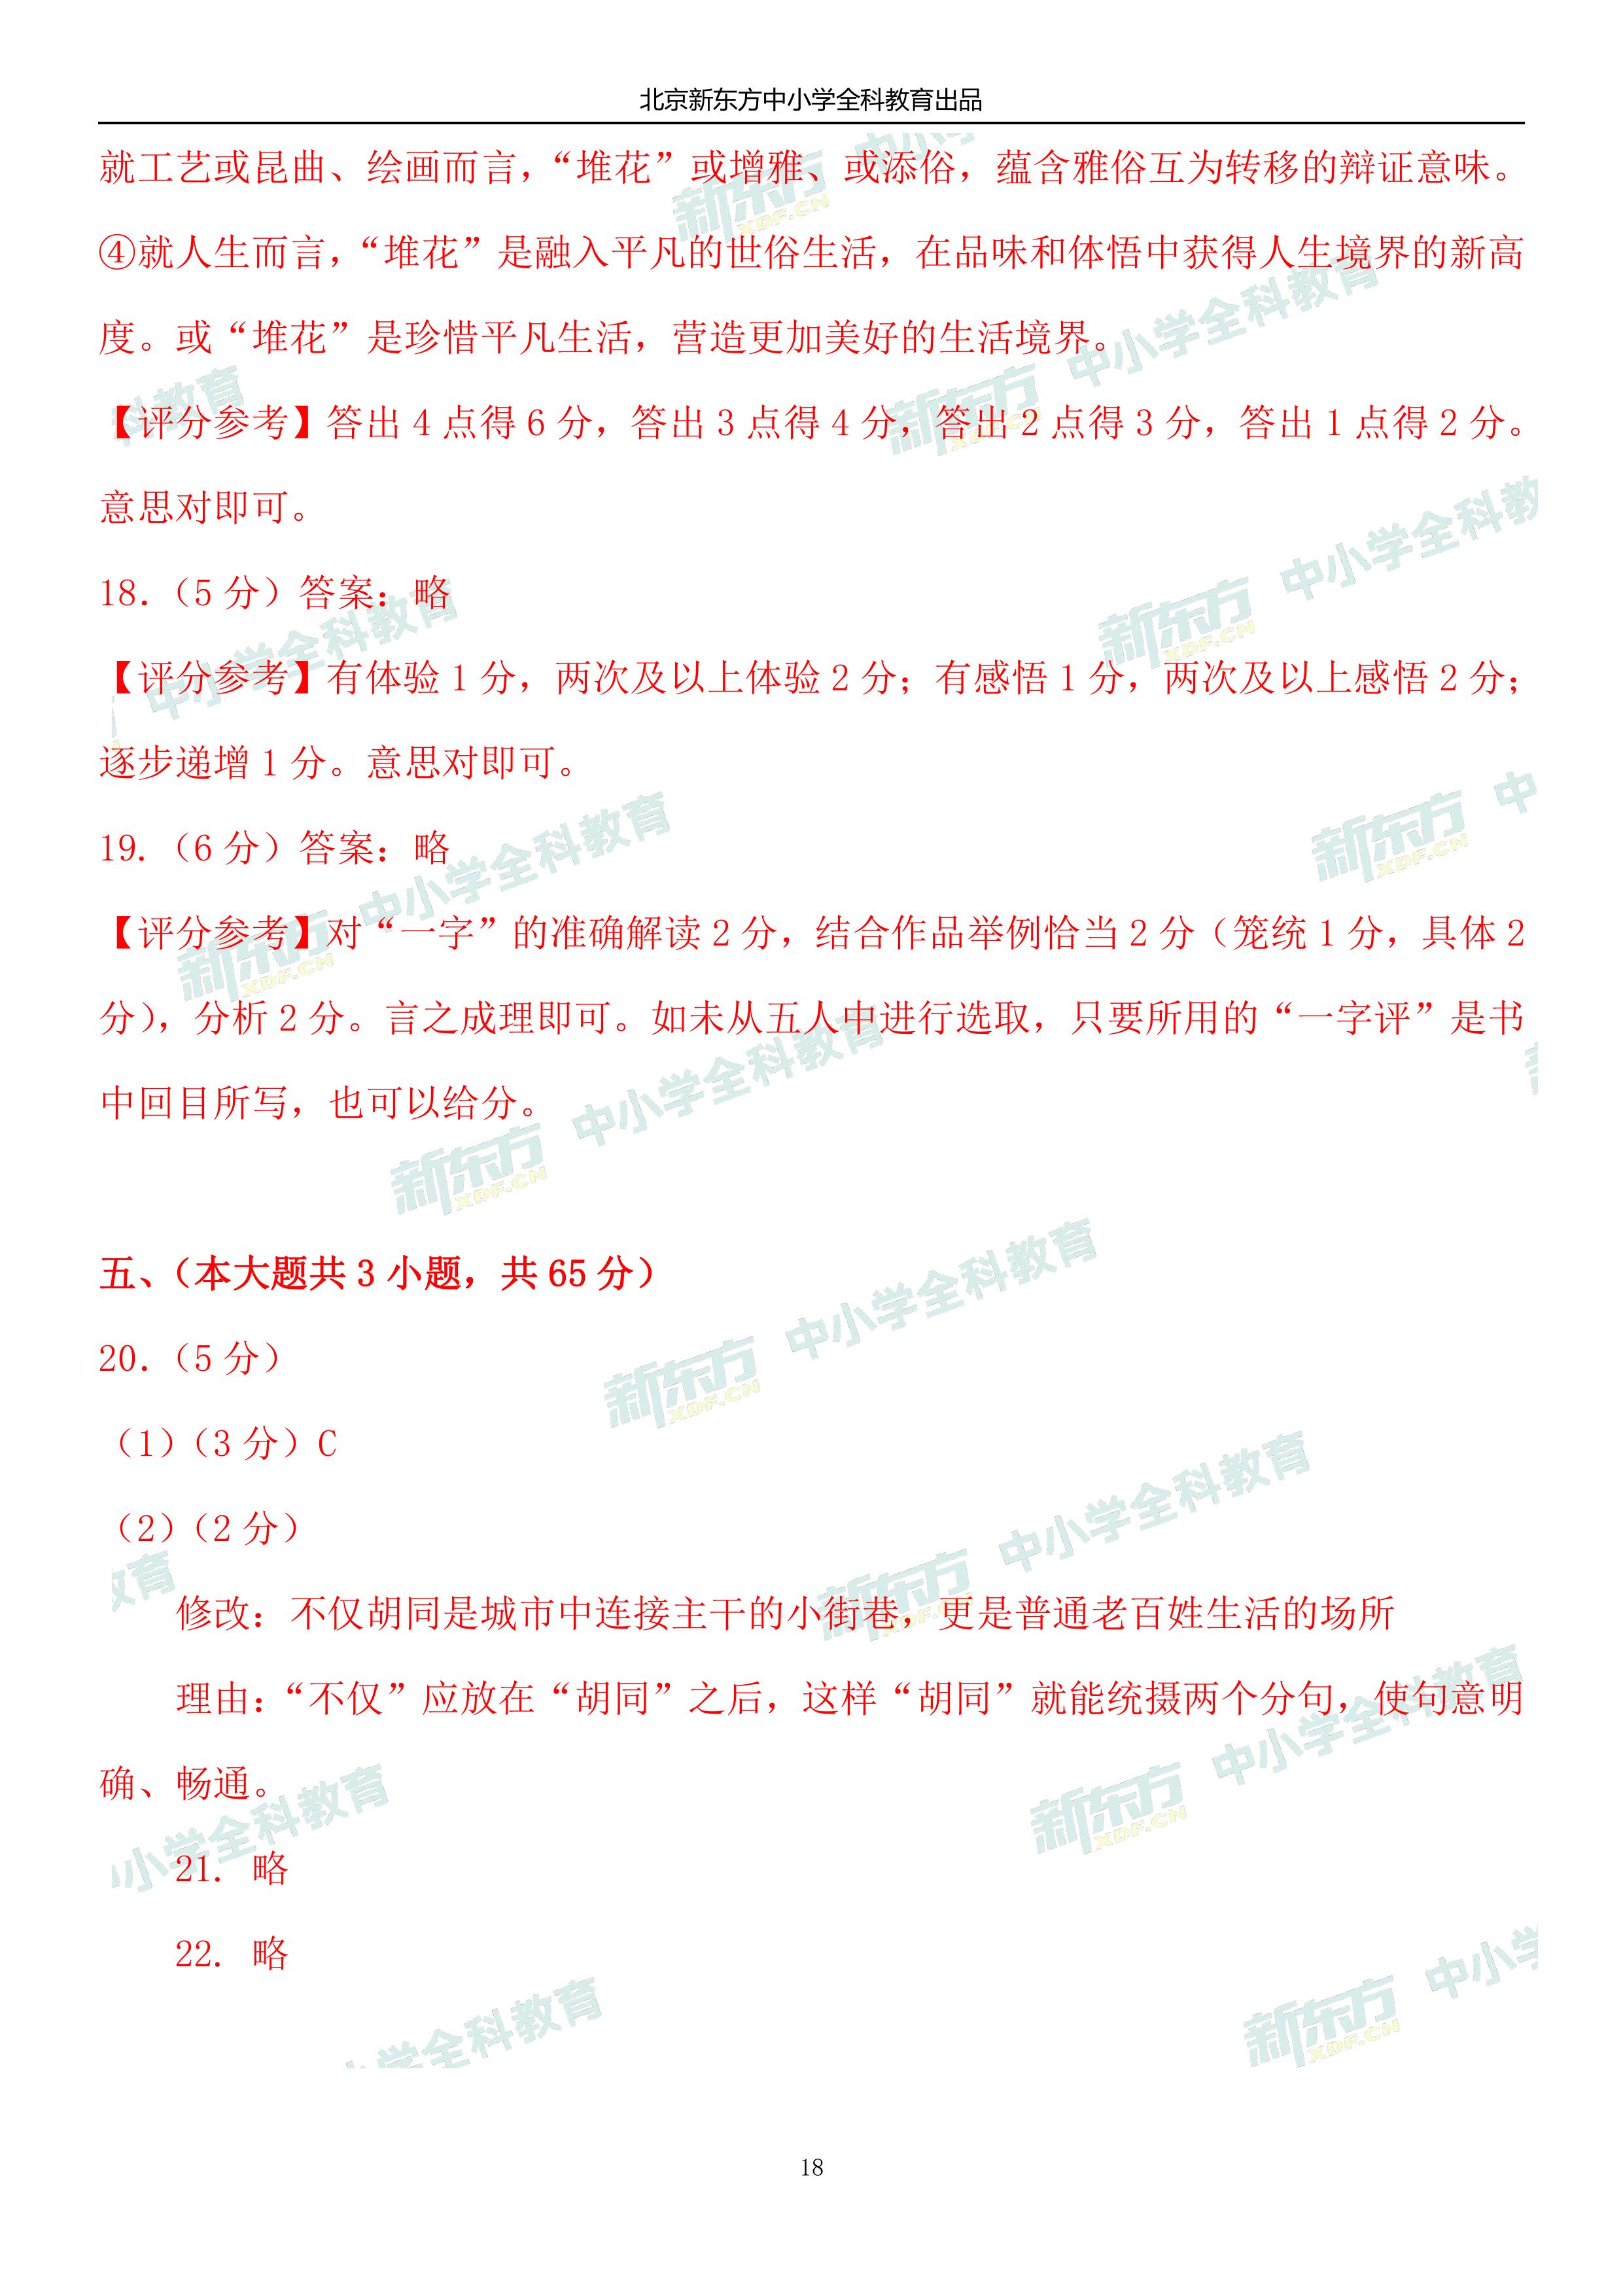 北京新东方中小学全科教育出品
就工艺或昆曲、绘画而言，“堆花”或增雅、或添俗，蕴含雅俗互为转移的辩证意味。
④就人生而言，“堆花”是融入平凡的世俗生活，在品味和体悟中获得人生境界的新高
度。或“堆花”是珍惜平凡生活，营造更加美好的生活境界。
【评分参考】答出 4 点得 6 分，答出 3 点得 4 分，答出 2 点得 3 分，答出 1 点得 2 分。
意思对即可。
18.（5 分）答案：略
【评分参考】有体验 1 分，两次及以上体验 2 分；有感悟 1 分，两次及以上感悟 2 分；
逐步递增 1 分。意思对即可。
19.（6 分）答案：略
【评分参考】对“一字”的准确解读 2 分，结合作品举例恰当 2 分（笼统 1 分，具体 2
分），分析 2 分。言之成理即可。如未从五人中进行选取，只要所用的“一字评”是书
中回目所写，也可以给分。
五、（本大题共 3 小题，共 65 分）
20.（5 分）
（1）（3 分）C
（2）（2 分）
修改：不仅胡同是城市中连接主干的小街巷，更是普通老百姓生活的场所
理由：“不仅”应放在“胡同”之后，这样“胡同”就能统摄两个分句，使句意明
确、畅通。
21. 略
22. 略
18